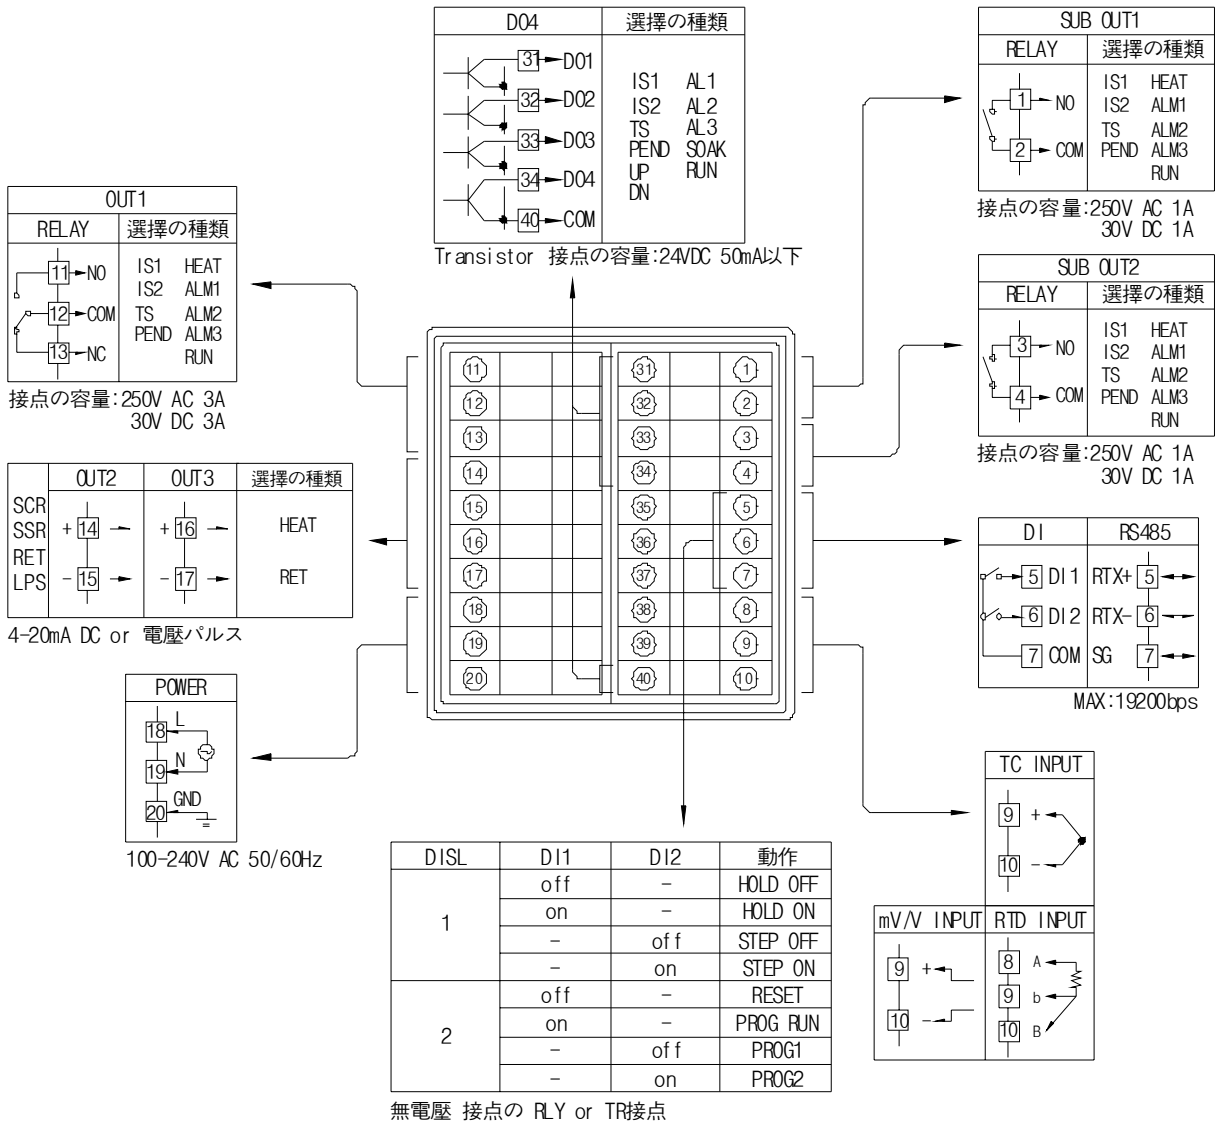 DO4 選擇の種類
31 DO1
32 DO2
33 DO3
34 DO4
40 COM
IS1 AL1
IS2 AL2
TS AL3
PEND SOAK
UP RUN
DN
Transistor 接点の容量:24VDC 50mA以下
SUB OUT1
RELAY 選擇の種類
1 NO
2 COM
IS1 HEAT
IS2 ALM1
TS ALM2
PEND ALM3
RUN
接点の容量:250V AC 1A
30V DC 1A
OUT1
RELAY 選擇の種類
11 NO
12 COM
13 NC
IS1 HEAT
IS2 ALM1
TS ALM2
PEND ALM3
RUN
接点の容量:250V AC 3A
30V DC 3A
SUB OUT2
RELAY 選擇の種類
3 NO
4 COM
IS1 HEAT
IS2 ALM1
TS ALM2
PEND ALM3
RUN
接点の容量:250V AC 1A
30V DC 1A
11 31 1
12 32 2
13 33 3
14 34 4
15 35 5
16 36 6
17 37 7
18 38 8
19 39 9
20 40 10
OUT2 OUT3 選擇の種類
SCR
SSR
RET
LPS
+ 14 + 16 HEAT
- 15 - 17 RET
4-20mA DC or 電壓パルス
DI RS485
5 DI1 RTX+ 5
6 DI2 RTX- 6
7 COM SG 7
MAX:19200bps
POWER
18 L
19 N
20 GND
100-240V AC 50/60Hz
TC INPUT
9 +
10 -
mV/V INPUT
9 +
10 -
RTD INPUT
8 A
9 b
10 B
DISL DI1 DI2 動作
1
off - HOLD OFF
on - HOLD ON
- off STEP OFF
- on STEP ON
2
off - RESET
on - PROG RUN
- off PROG1
- on PROG2
無電壓 接点の RLY or TR接点